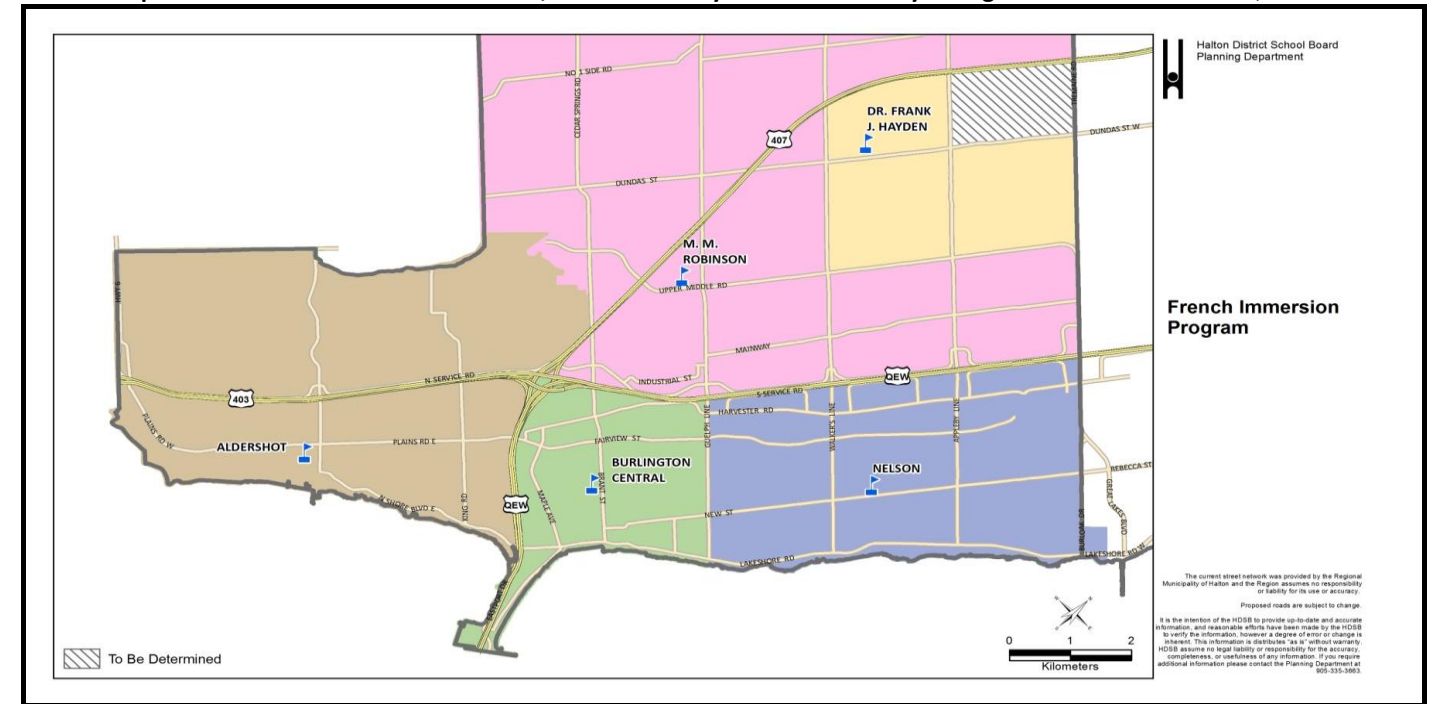 Halton District School Board
Planning Department
NO 1 SIDE RD
CEDAR SPRINGS RD
TREMAINE RD
DR. FRANK
J. HAYDEN
407
DUNDAS ST W
DUNDAS ST
M. M.
ROBINSON
UPPER MIDDLE RD
HWY 6
French Immersion
Program
MAINWAY
INDUSTRIAL ST
N SERVICE RD
QEW
403
S SERVICE RD
HARVESTER RD
PLAINS RD W
GUELPH LINE
WALKER'S LINE
APPLEBY LINE
ALDERSHOT
PLAINS RD E
FAIRVIEW ST
BURLINGTON
CENTRAL
BRANT ST
NELSON
REBECCA ST
MAPLE AVE
KING RD
N SHORE BLVD E
QEW
NEW ST
GREAT LAKES BLVD
BURLOAK DR
LAKESHORE RD
LAKESHORE RD W
EASTPORT DR
The current street network was provided by the Regional
Municipality of Halton and the Region assumes no responsibility
or liability for its use or accuracy.
Proposed roads are subject to change.
It is the intention of the HDSB to provide up-to-date and accurate
information, and reasonable efforts have been made by the HDSB
to verify the information, however a degree of error or change is
inherent. This information is distributes "as is" without warranty.
HDSB assume no legal liability or responsibility for the accuracy,
completeness, or usefulness of any information. If you require
additional information please contact the Planning Department at
905-335-3663.
0 1 2
Kilometers
To Be Determined